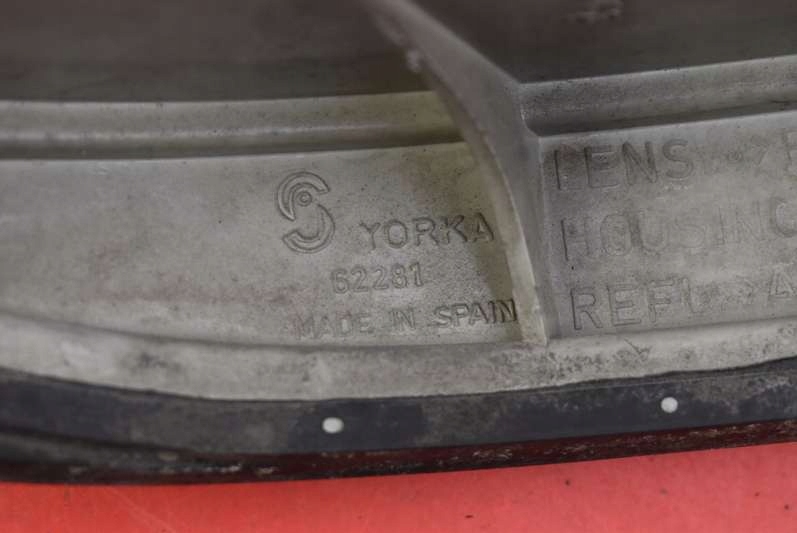 YORKA
62281
MADE IN SPAIN
LENS
HOUSING